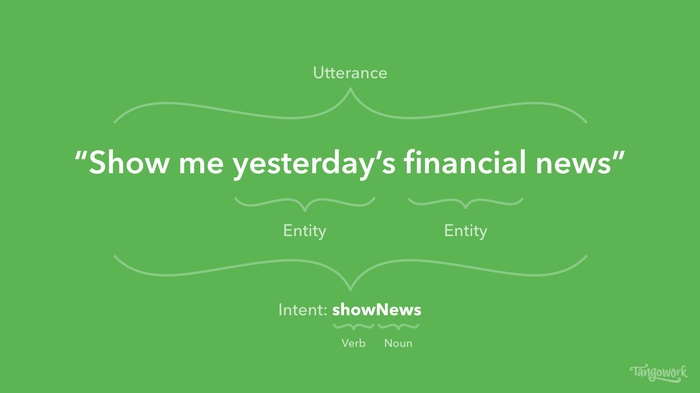 Utterance
“Show me yesterday’s financial news”
Entity Entity
Intent: showNews
Verb Noun
Tangowork